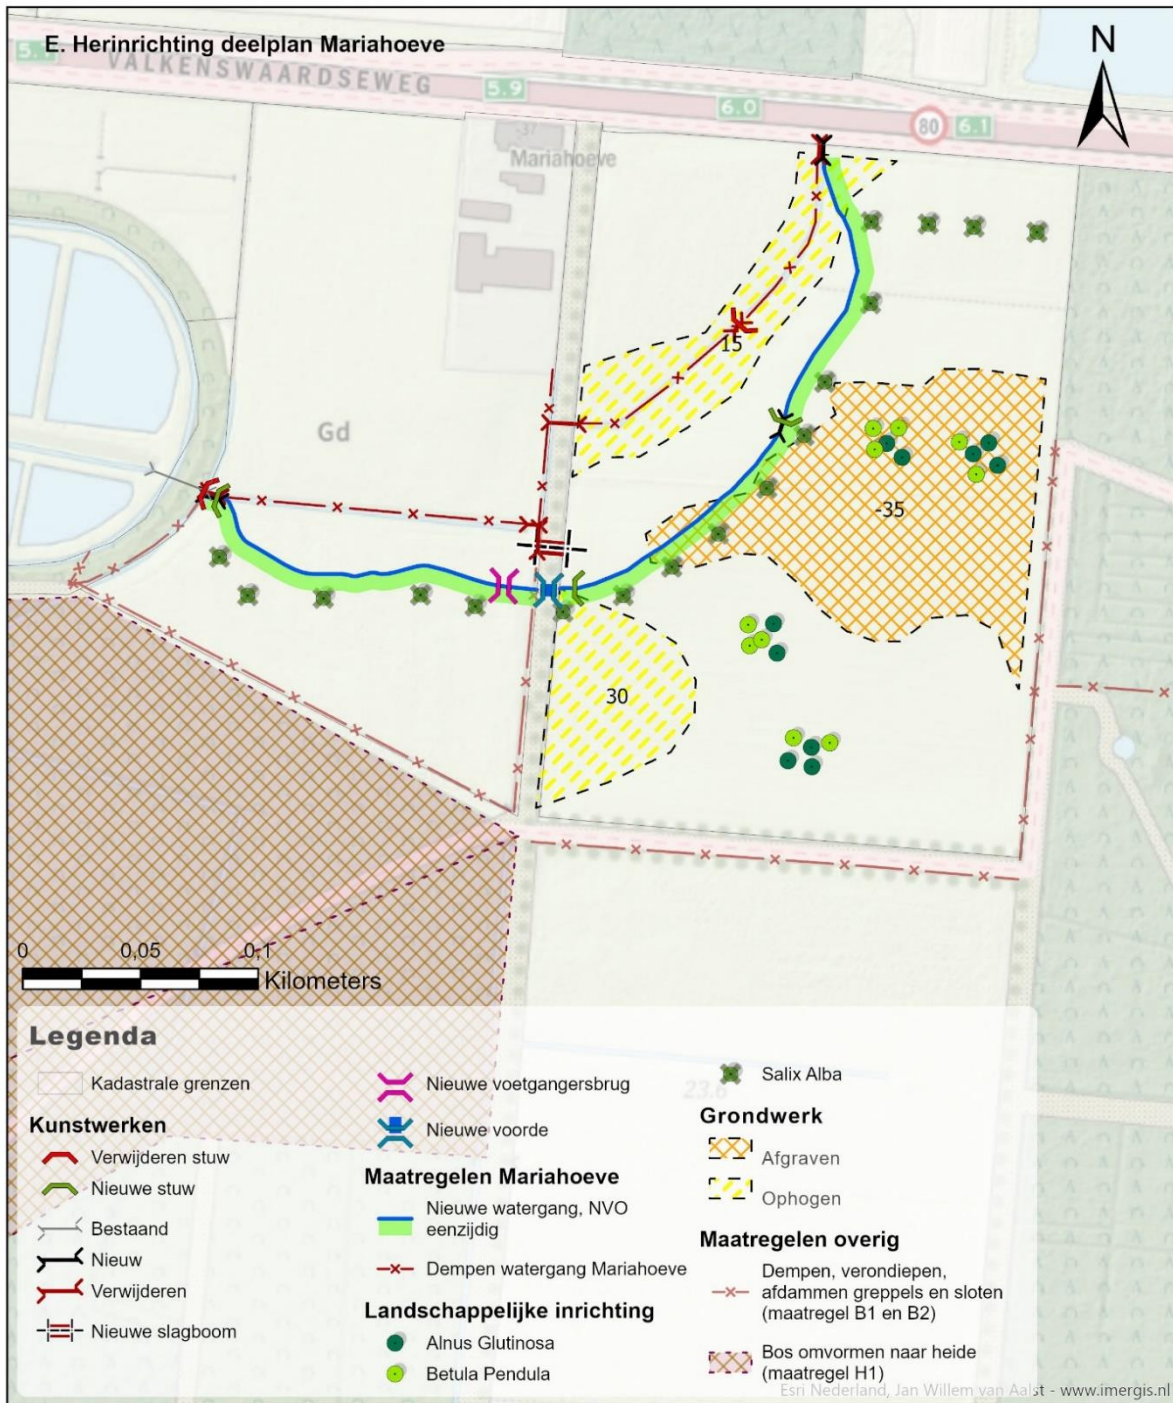 E. Herinrichting deelplan Mariahoeve
N
VALKENSWAARDSEWEG
5.9
6.0
80
6.1
Mariahoeve
15
Gd
-35
30
0
0,05
0,1
Kilometers
Legenda
Kadastrale grenzen
Kunstwerken
Verwijderen stuw
Nieuwe stuw
Bestaand
Nieuw
Verwijderen
Nieuwe slagboom
Nieuwe voetgangersbrug
Nieuwe voorde
Maatregelen Mariahoeve
Nieuwe watergang, NVO
eenzijdig
Dempen watergang Mariahoeve
Landschappelijke inrichting
Alnus Glutinosa
Betula Pendula
Salix Alba
23.6
Grondwerk
Afgraven
Ophogen
Maatregelen overig
Dempen, verondiepen,
afdammen greppels en sloten
(maatregel B1 en B2)
Bos omvormen naar heide
(maatregel H1)
Esri Nederland, Jan Willem van Aalst - www.imergis.nl